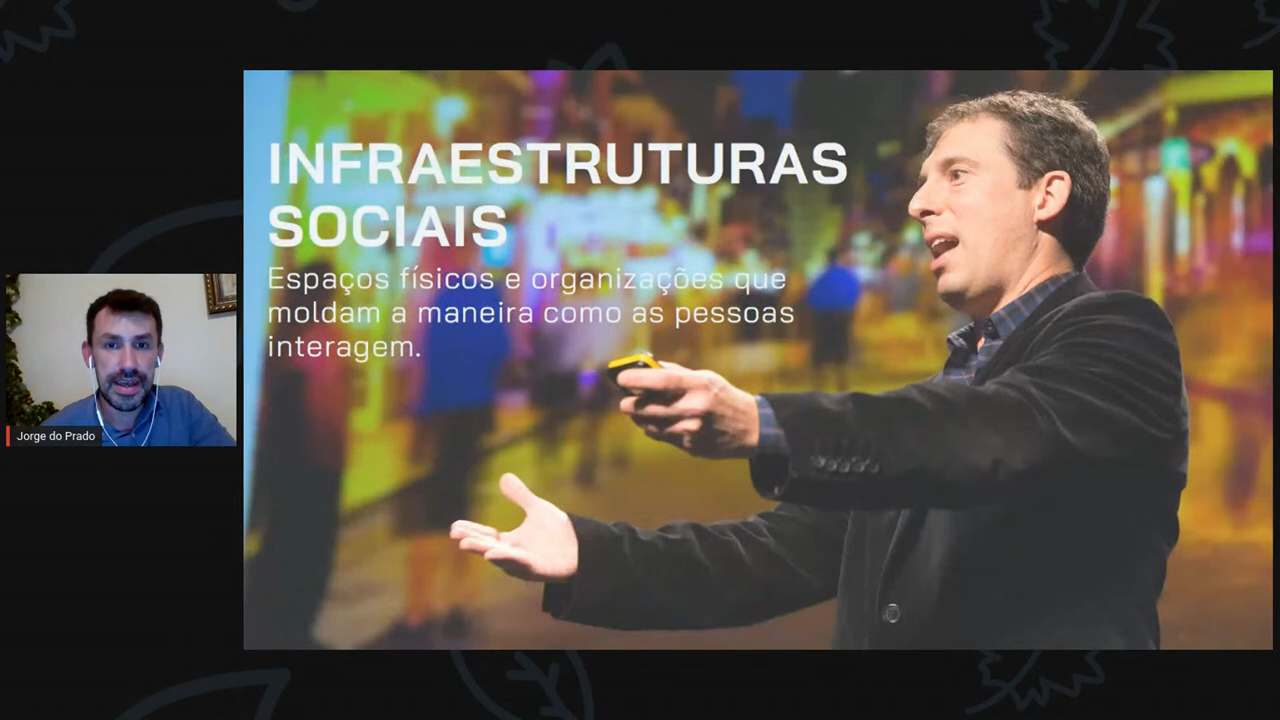 INFRAESTRUTURAS
SOCIAIS
Espaços físicos e organizações que
moldam a maneira como as pessoas
interagem.
Jorge do Prado